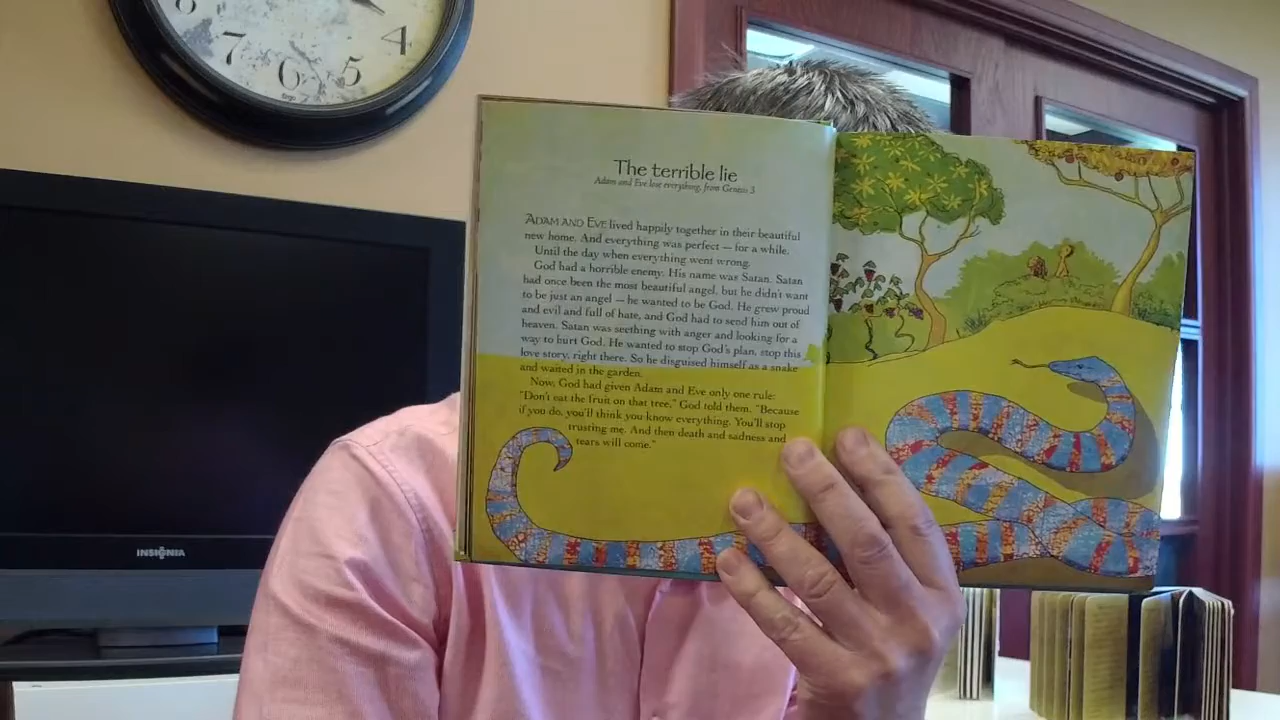 8
7
6
5
4
INSIGNIA
The terrible lie
Adam and Eve lose everything, from Genesis 3
ADAM AND EVE lived happily together in their beautiful
new home. And everything was perfect — for a while.
Until the day when everything went wrong.
God had a horrible enemy. His name was Satan. Satan
had once been the most beautiful angel, but he didn't want
to be just an angel — he wanted to be God. He grew proud
and evil and full of hate, and God had to send him out of
heaven. Satan was seething with anger and looking for a
way to hurt God. He wanted to stop God's plan, stop this
love story, right there. So he disguised himself as a snake
and waited in the garden.
Now, God had given Adam and Eve only one rule:
"Don't eat the fruit on that tree," God told them. "Because
if you do, you'll think you know everything. You'll stop
trusting me. And then death and sadness and
tears will come."